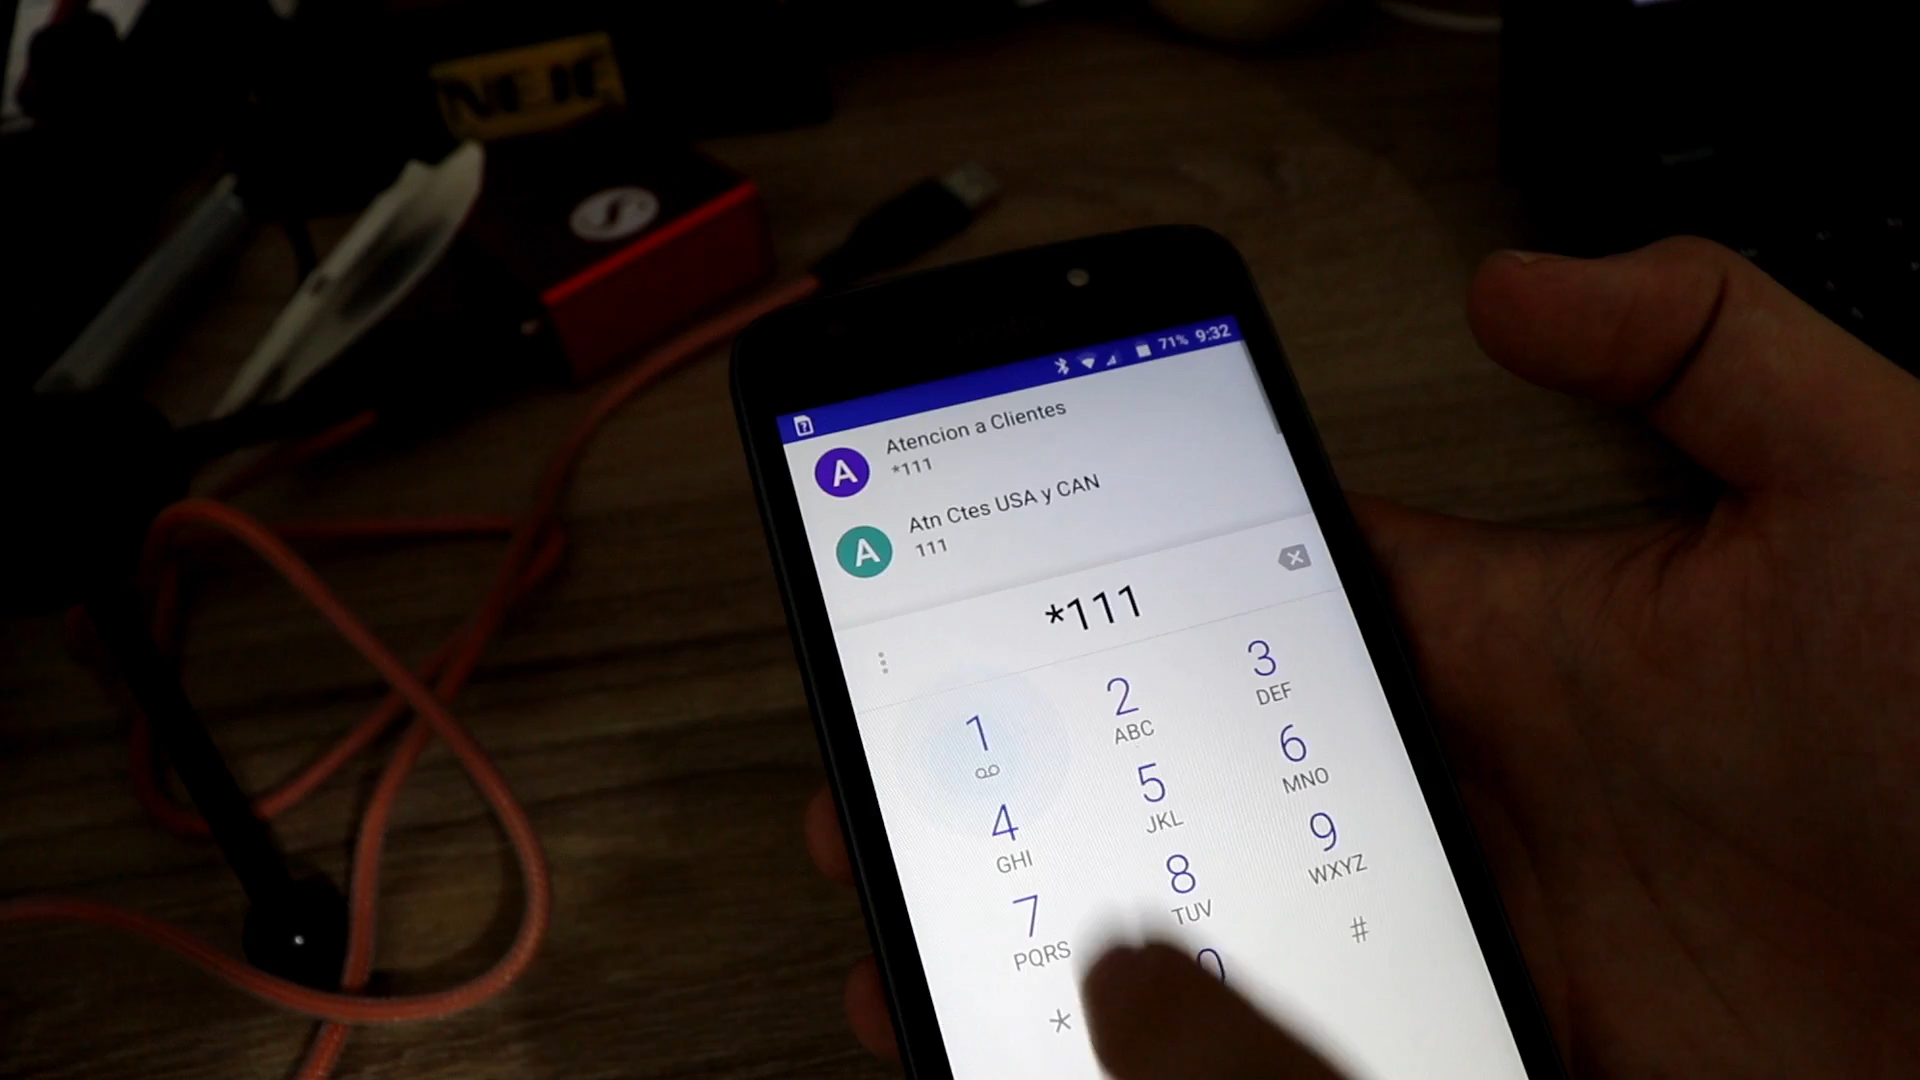 71% 9:32
Atencion a Clientes
*111
Atn Ctes USA y CAN
111
*111
1
2
ABC
3
DEF
4
GHI
5
JKL
6
MNO
7
PQRS
8
TUV
9
WXYZ
*
0
#